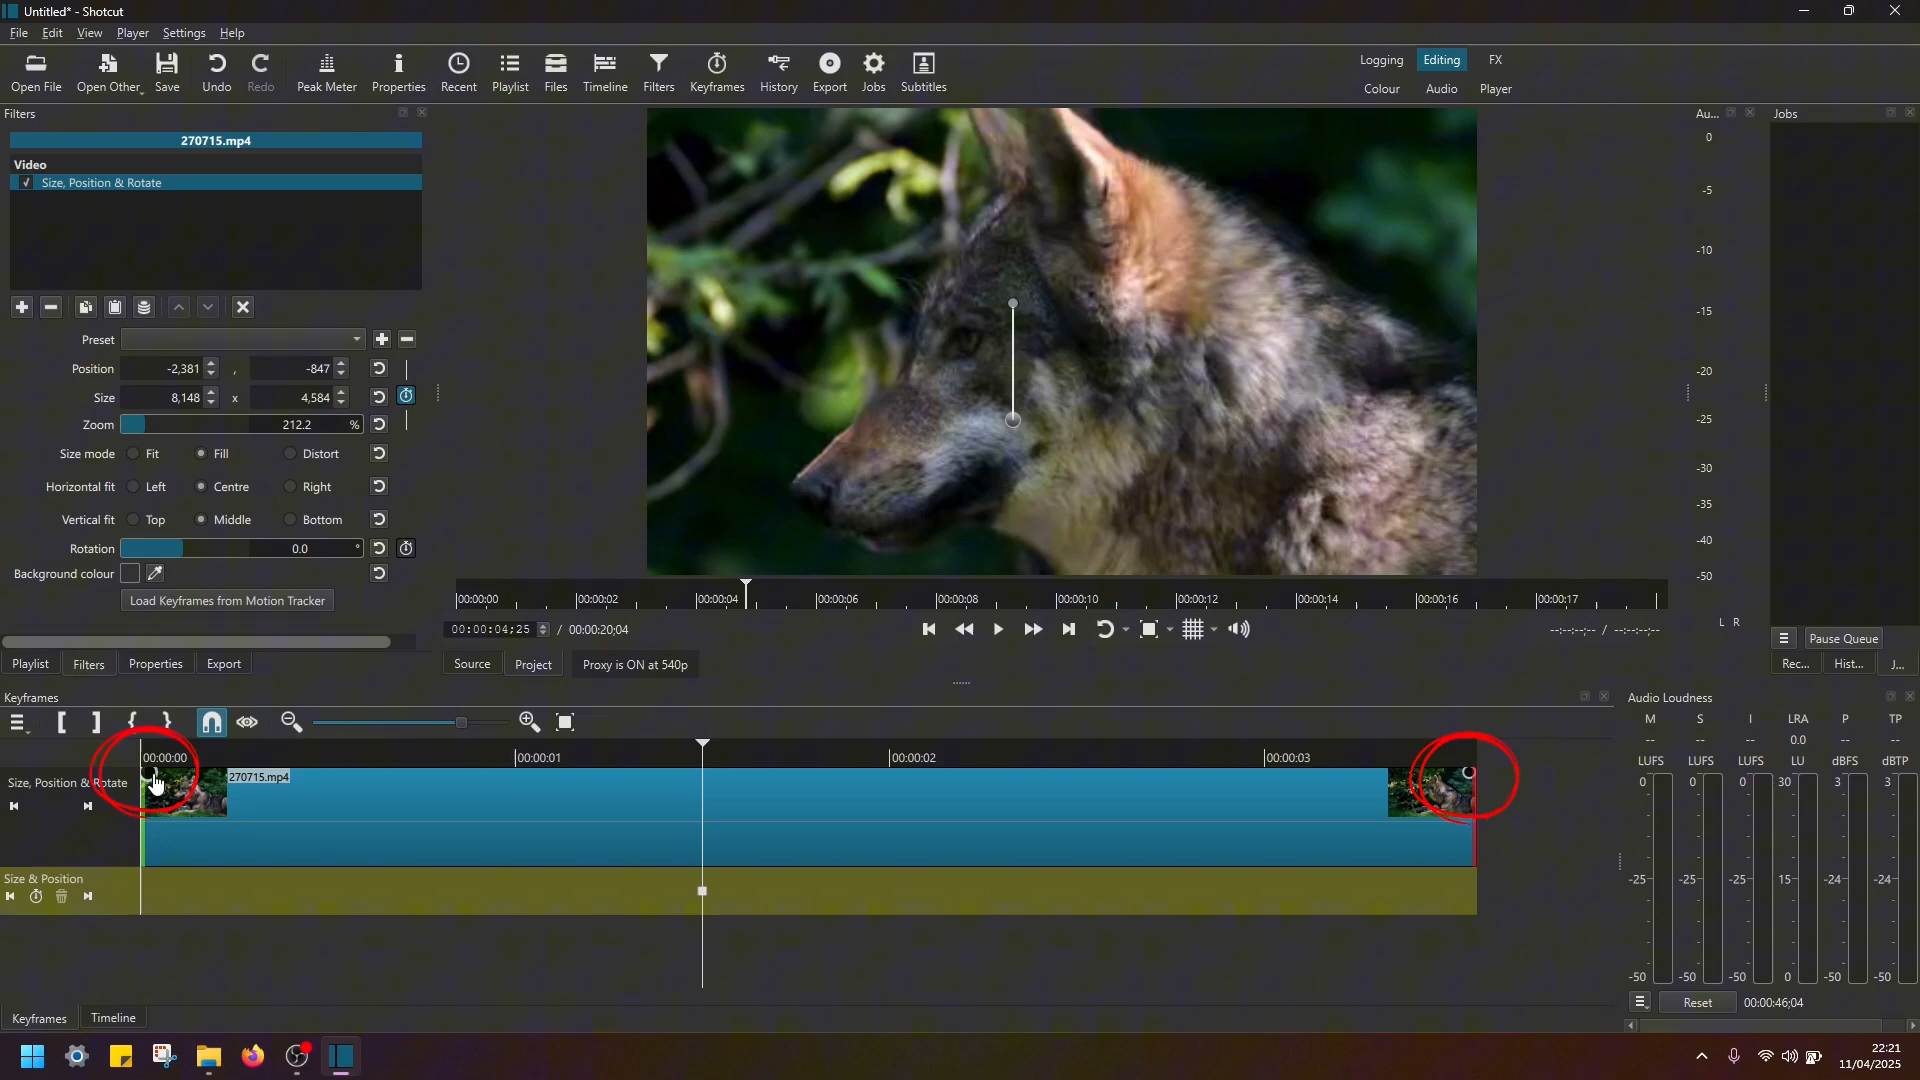 Untitled* - Shotcut
File Edit View Player Settings Help
Open File Open Other Save Undo Redo Peak Meter Properties Recent Playlist Files Timeline Filters Keyframes History Export Jobs Subtitles
Logging Editing FX
Colour Audio Player
Filters
270715.mp4
Video
Size, Position & Rotate
Preset
Position -2,381 , -847
Size 8,148 x 4,584
Zoom 212.2 %
Size mode Fit Fill Distort
Horizontal fit Left Centre Right
Vertical fit Top Middle Bottom
Rotation 0.0 °
Background colour
Load Keyframes from Motion Tracker
Playlist Filters Properties Export
00:00:00 00:00:02 00:00:04 00:00:06 00:00:08 00:00:10 00:00:12 00:00:14 00:00:16 00:00:17
00:00:04;25 / 00:00:20;04
--:--:--;-- / --:--:--;--
Source Project Proxy is ON at 540p
Au...
0
-5
-10
-15
-20
-25
-30
-35
-40
-50
L R
Jobs
Pause Queue
Rec... Hist... J...
Keyframes
00:00:00 00:00:01 00:00:02 00:00:03
Size, Position & Rotate
270715.mp4
Size & Position
Keyframes Timeline
Audio Loudness
M S I LRA P TP
-- -- -- 0.0 -- --
LUFS LUFS LUFS LU dBFS dBTP
0 0 0 30 3 3
-25 -25 -25 15 -24 -24
-50 -50 -50 0 -50 -50
Reset 00:00:46;04
22:21
11/04/2025